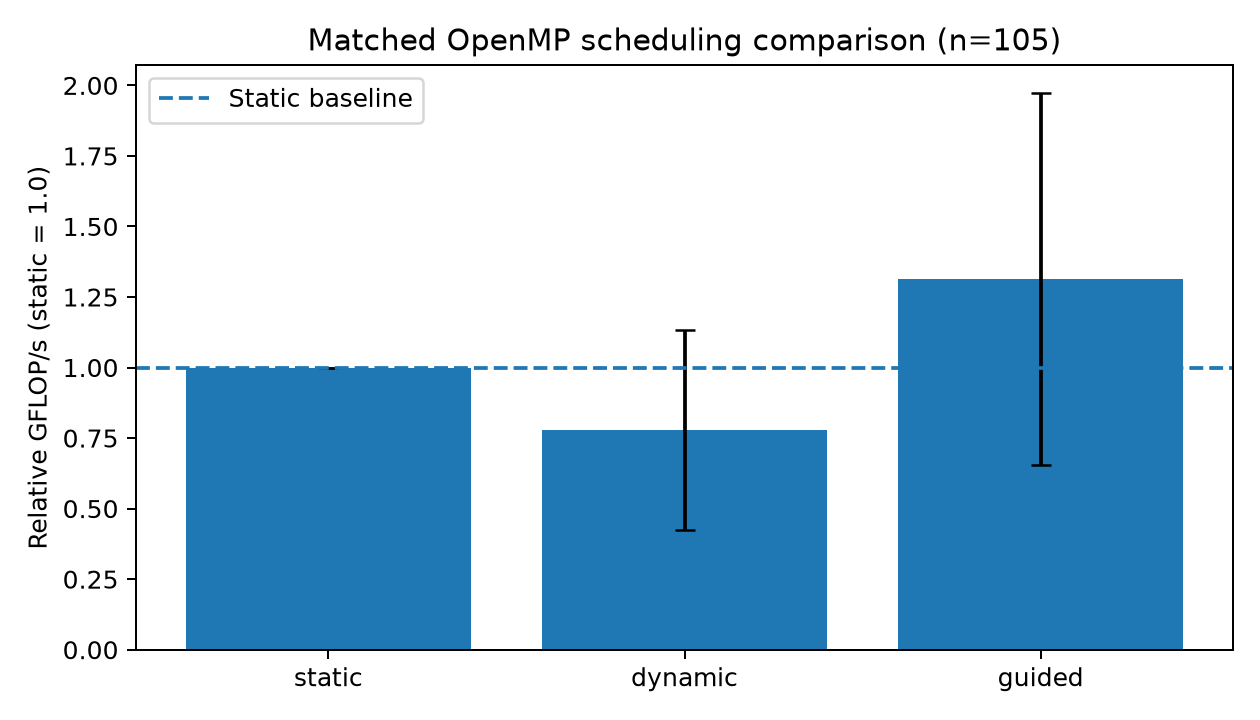 Matched OpenMP scheduling comparison (n=105)
Static baseline
Relative GFLOP/s (static = 1.0)
2.00
1.75
1.50
1.25
1.00
0.75
0.50
0.25
0.00
static
dynamic
guided